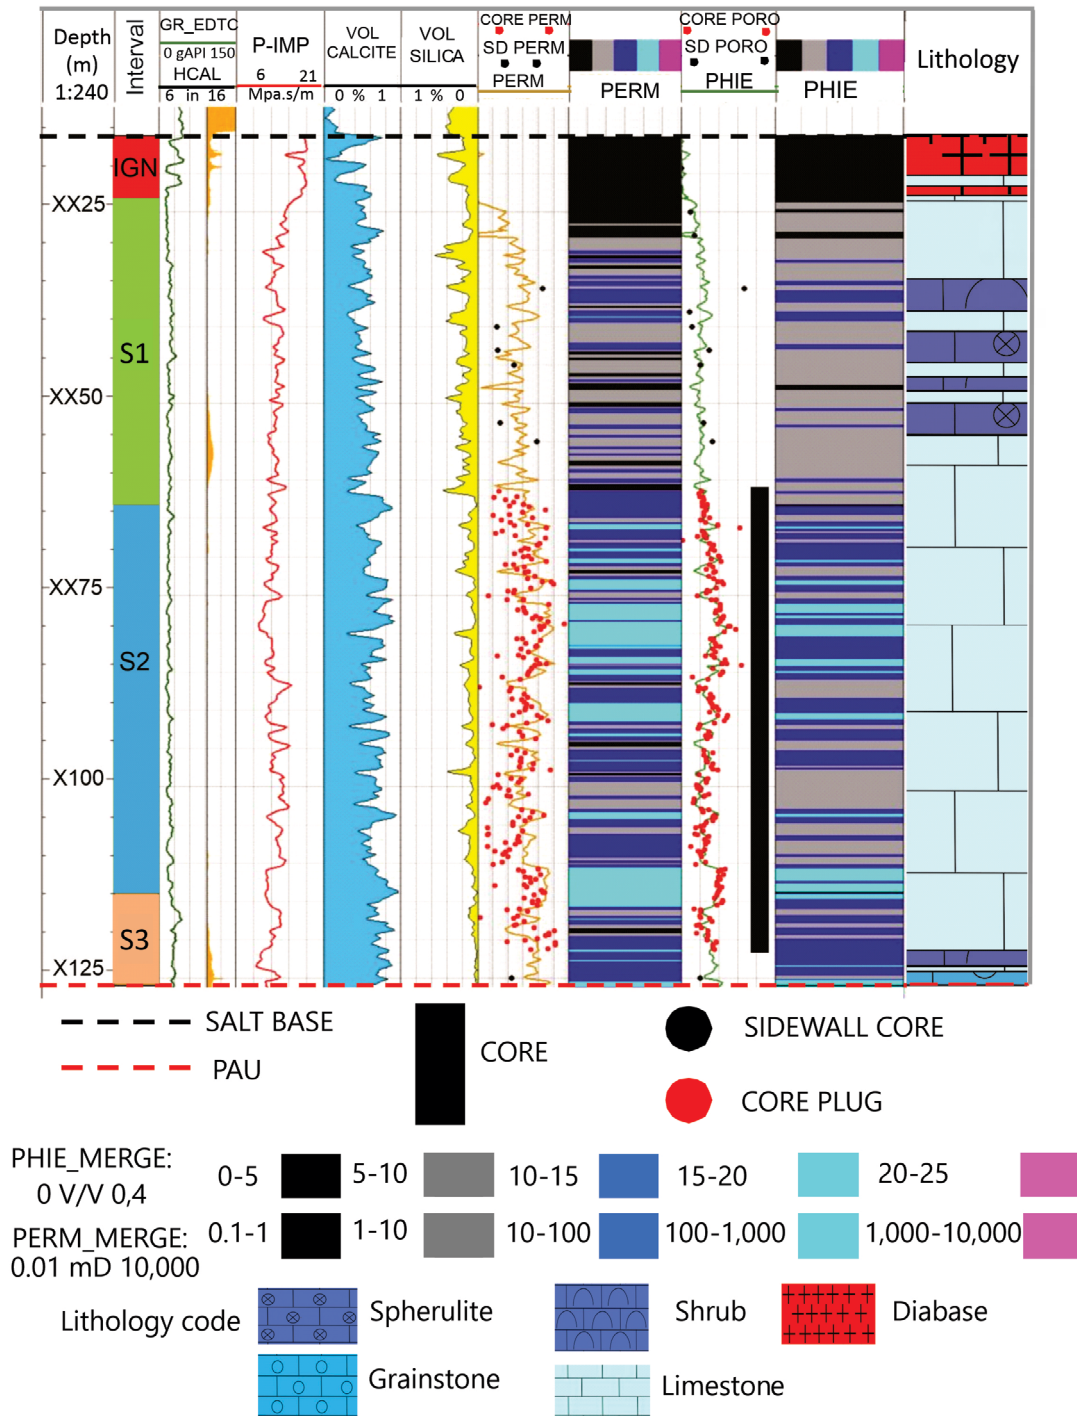 Depth
(m)
1:240
Interval
GR_EDTC
0 gAPI 150
HCAL
6 in 16
P-IMP
6 21
Mpa.s/m
VOL
CALCITE
0 % 1
VOL
SILICA
1 % 0
CORE PERM
SD PERM
PERM
PERM
CORE PORO
SD PORO
PHIE
PHIE
Lithology
IGN
XX25
S1
XX50
XX75
S2
X100
S3
X125
SALT BASE
PAU
CORE
SIDEWALL CORE
CORE PLUG
PHIE_MERGE:
0 V/V 0,4
0-5 5-10 10-15 15-20 20-25
PERM_MERGE:
0.01 mD 10,000
0.1-1 1-10 10-100 100-1,000 1,000-10,000
Lithology code
Spherulite
Shrub
Diabase
Grainstone
Limestone